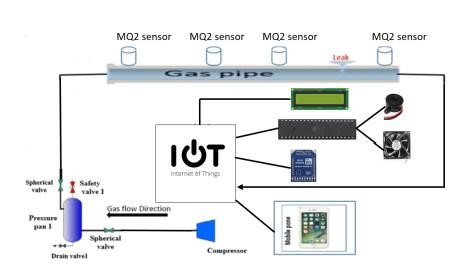 MQ2 sensor
MQ2 sensor
MQ2 sensor
MQ2 sensor
Leak
Gas pipe
IOT
Internet of Things
Spherical
valve
Safety
valve 1
Gas flow Direction
Pressure
pan 1
Spherical
valve
Compressor
Drain valve1
Mobile pone